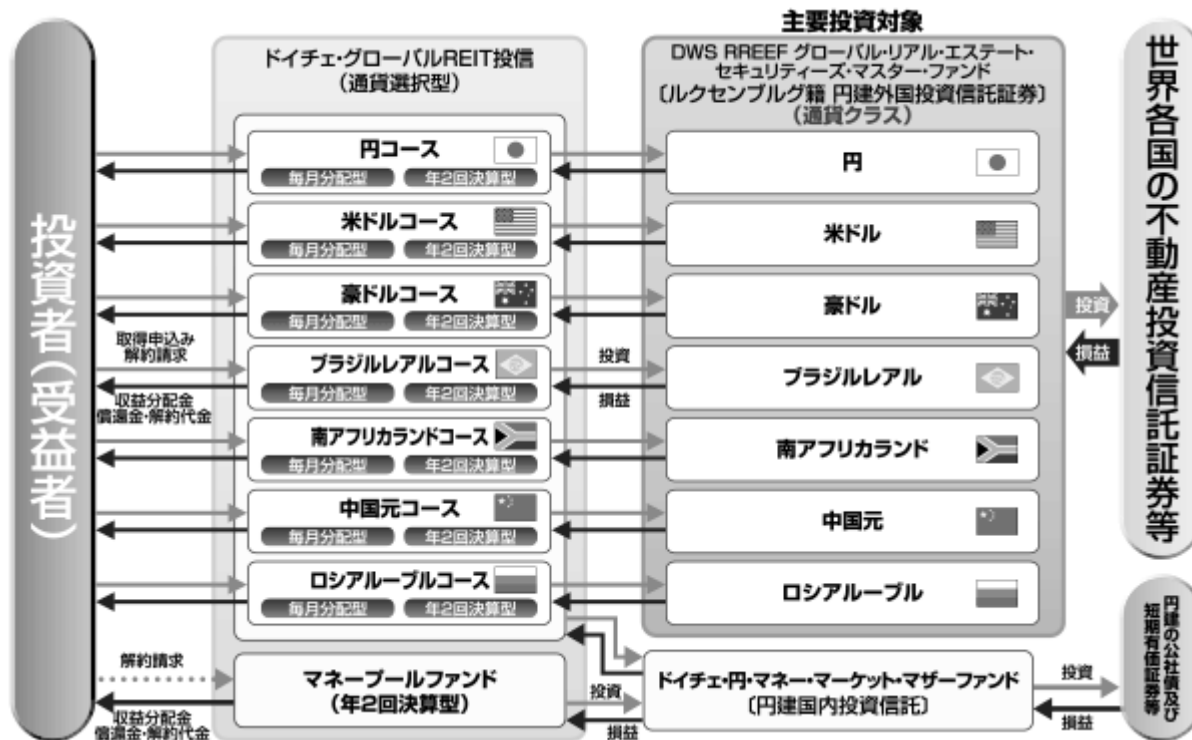 投資者(受益者)
ドイチェ・グローバルREIT投信
(通貨選択型)
主要投資対象
DWS RREEF グローバル・リアル・エステート・
セキュリティーズ・マスター・ファンド
〔ルクセンブルグ籍 円建外国投資信託証券〕
(通貨クラス)
円コース
毎月分配型 年2回決算型
円
米ドルコース
毎月分配型 年2回決算型
米ドル
豪ドルコース
毎月分配型 年2回決算型
豪ドル
取得申込み
解約請求
収益分配金
償還金・解約代金
ブラジルレアルコース
毎月分配型 年2回決算型
投資
損益
ブラジルレアル
南アフリカランドコース
毎月分配型 年2回決算型
南アフリカランド
中国元コース
毎月分配型 年2回決算型
中国元
ロシアルーブルコース
毎月分配型 年2回決算型
ロシアルーブル
投資
損益
世界各国の不動産投資信託証券等
解約請求
収益分配金
償還金・解約代金
マネープールファンド
(年2回決算型)
投資
損益
ドイチェ・円・マネー・マーケット・マザーファンド
〔円建国内投資信託〕
投資
損益
円建の公社債及び
短期有価証券等